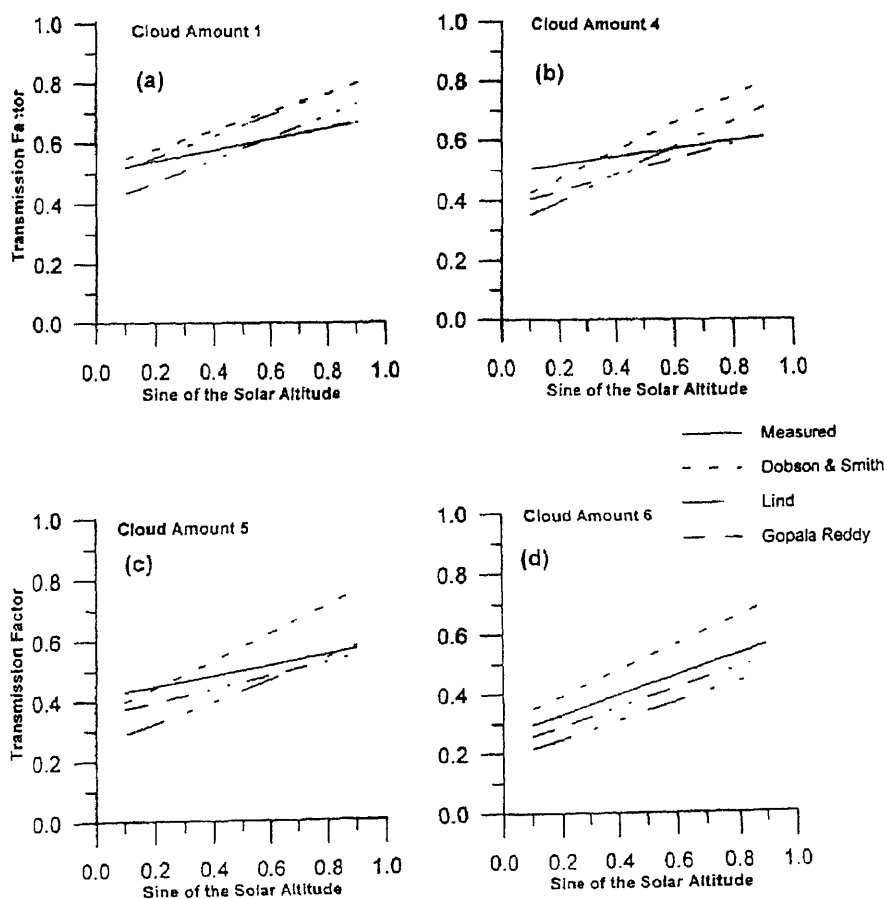 Cloud Amount 1
(a)
Transmission Factor
1.0
0.8
0.6
0.4
0.2
0.0
0.0 0.2 0.4 0.6 0.8 1.0
Sine of the Solar Altitude
Cloud Amount 4
(b)
1.0
0.8
0.6
0.4
0.2
0.0
0.0 0.2 0.4 0.6 0.8 1.0
Sine of the Solar Altitude
Measured
Dobson & Smith
Lind
Gopala Reddy
Cloud Amount 5
(c)
Transmission Factor
1.0
0.8
0.6
0.4
0.2
0.0
0.0 0.2 0.4 0.6 0.8 1.0
Sine of the Solar Altitude
Cloud Amount 6
(d)
1.0
0.8
0.6
0.4
0.2
0.0
0.0 0.2 0.4 0.6 0.8 1.0
Sine of the Solar Altitude